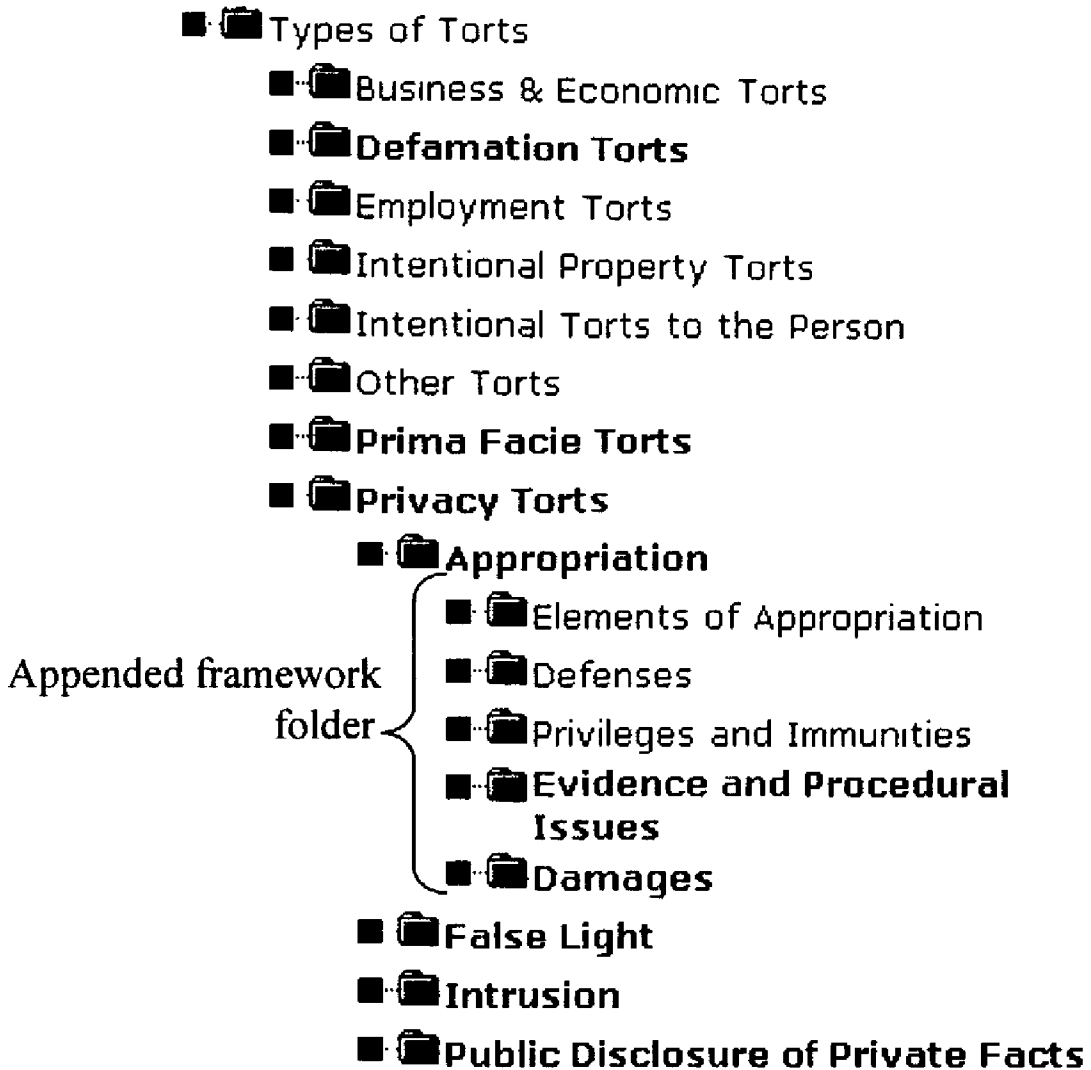 Types of Torts
Business & Economic Torts
Defamation Torts
Employment Torts
Intentional Property Torts
Intentional Torts to the Person
Other Torts
Prima Facie Torts
Privacy Torts
Appropriation
Elements of Appropriation
Appended framework
folder
Defenses
Privileges and Immunities
Evidence and Procedural
Issues
Damages
False Light
Intrusion
Public Disclosure of Private Facts